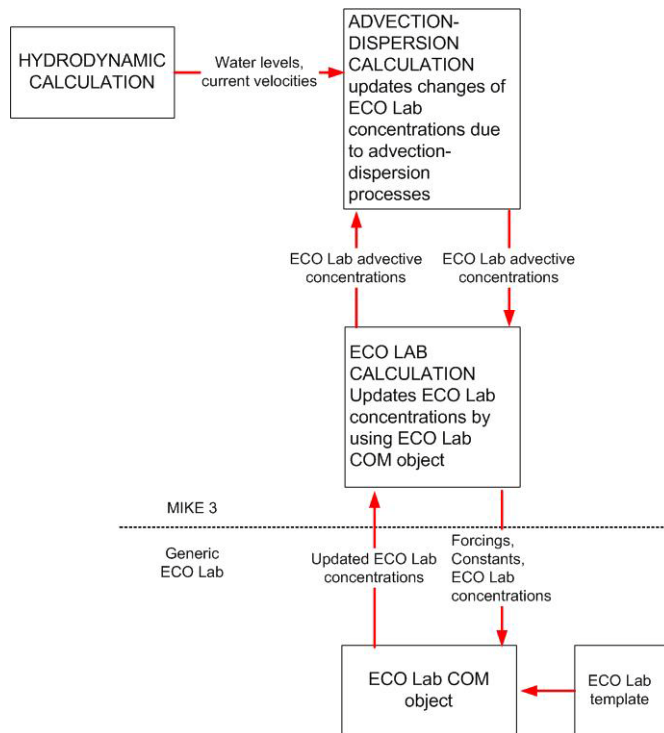 HYDRODYNAMIC
CALCULATION
Water levels,
current velocities
ADVECTION-
DISPERSION
CALCULATION
updates changes of
ECO Lab
concentrations due
to advection-
dispersion
processes
ECO Lab advective
concentrations
ECO Lab advective
concentrations
ECO LAB
CALCULATION
Updates ECO Lab
concentrations by
using ECO Lab
COM object
MIKE 3
Generic
ECO Lab
Updated ECO Lab
concentrations
Forcings,
Constants,
ECO Lab
concentrations
ECO Lab COM
object
ECO Lab
template